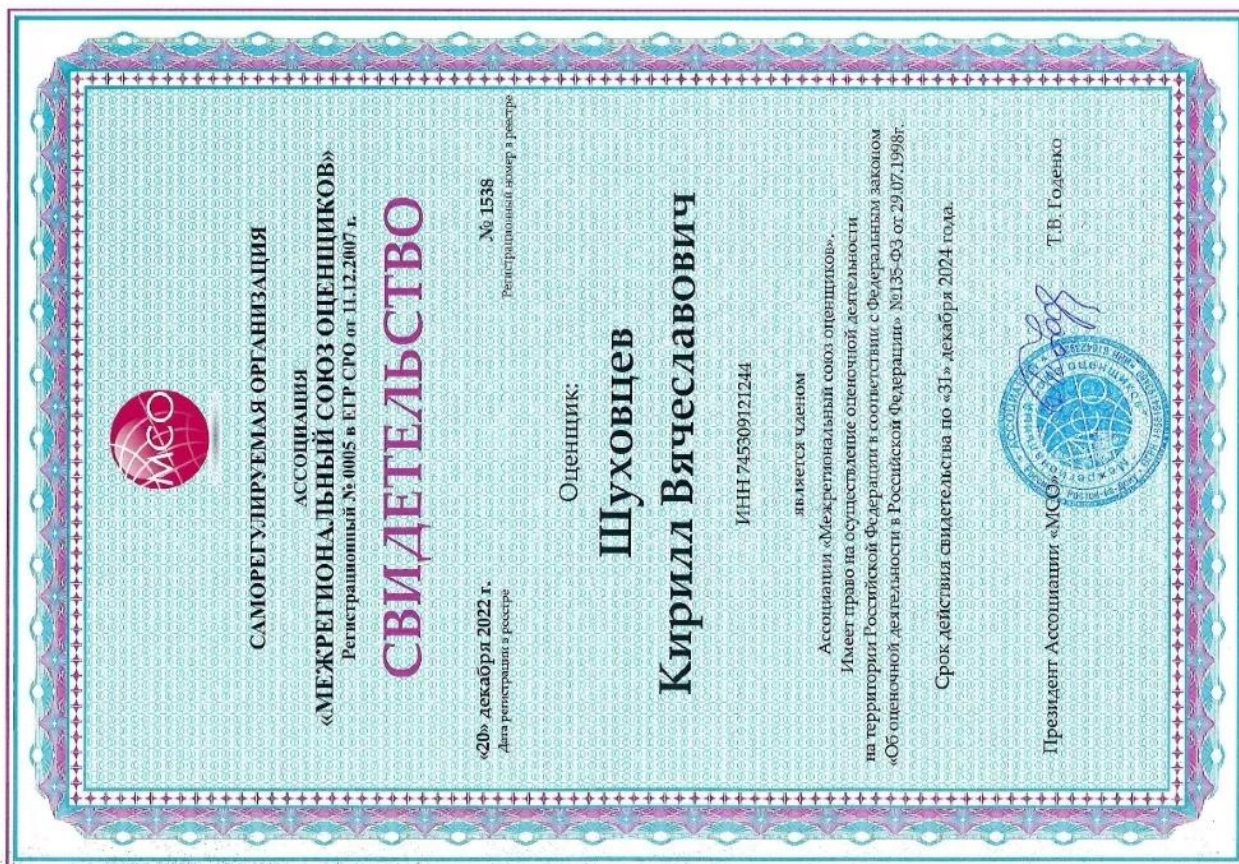 МСО
САМОРЕГУЛИРУЕМАЯ ОРГАНИЗАЦИЯ
АССОЦИАЦИЯ
«МЕЖРЕГИОНАЛЬНЫЙ СОЮЗ ОЦЕНЩИКОВ»
Регистрационный № 0005 в ЕГР СРО от 11.12.2007 г.
СВИДЕТЕЛЬСТВО
«20» декабря 2022 г. № 1538
Дата регистрации в реестре Регистрационный номер в реестре
Оценщик:
Шуховцев
Кирилл Вячеславович
ИНН 745309121244
является членом
Ассоциации «Межрегиональный союз оценщиков».
Имеет право на осуществление оценочной деятельности
на территории Российской Федерации в соответствии с Федеральным законом
«Об оценочной деятельности в Российской Федерации» №135-ФЗ от 29.07.1998г.
Срок действия свидетельства по «31» декабря 2024 года.
Президент Ассоциации «МСО» Т.В. Годенко